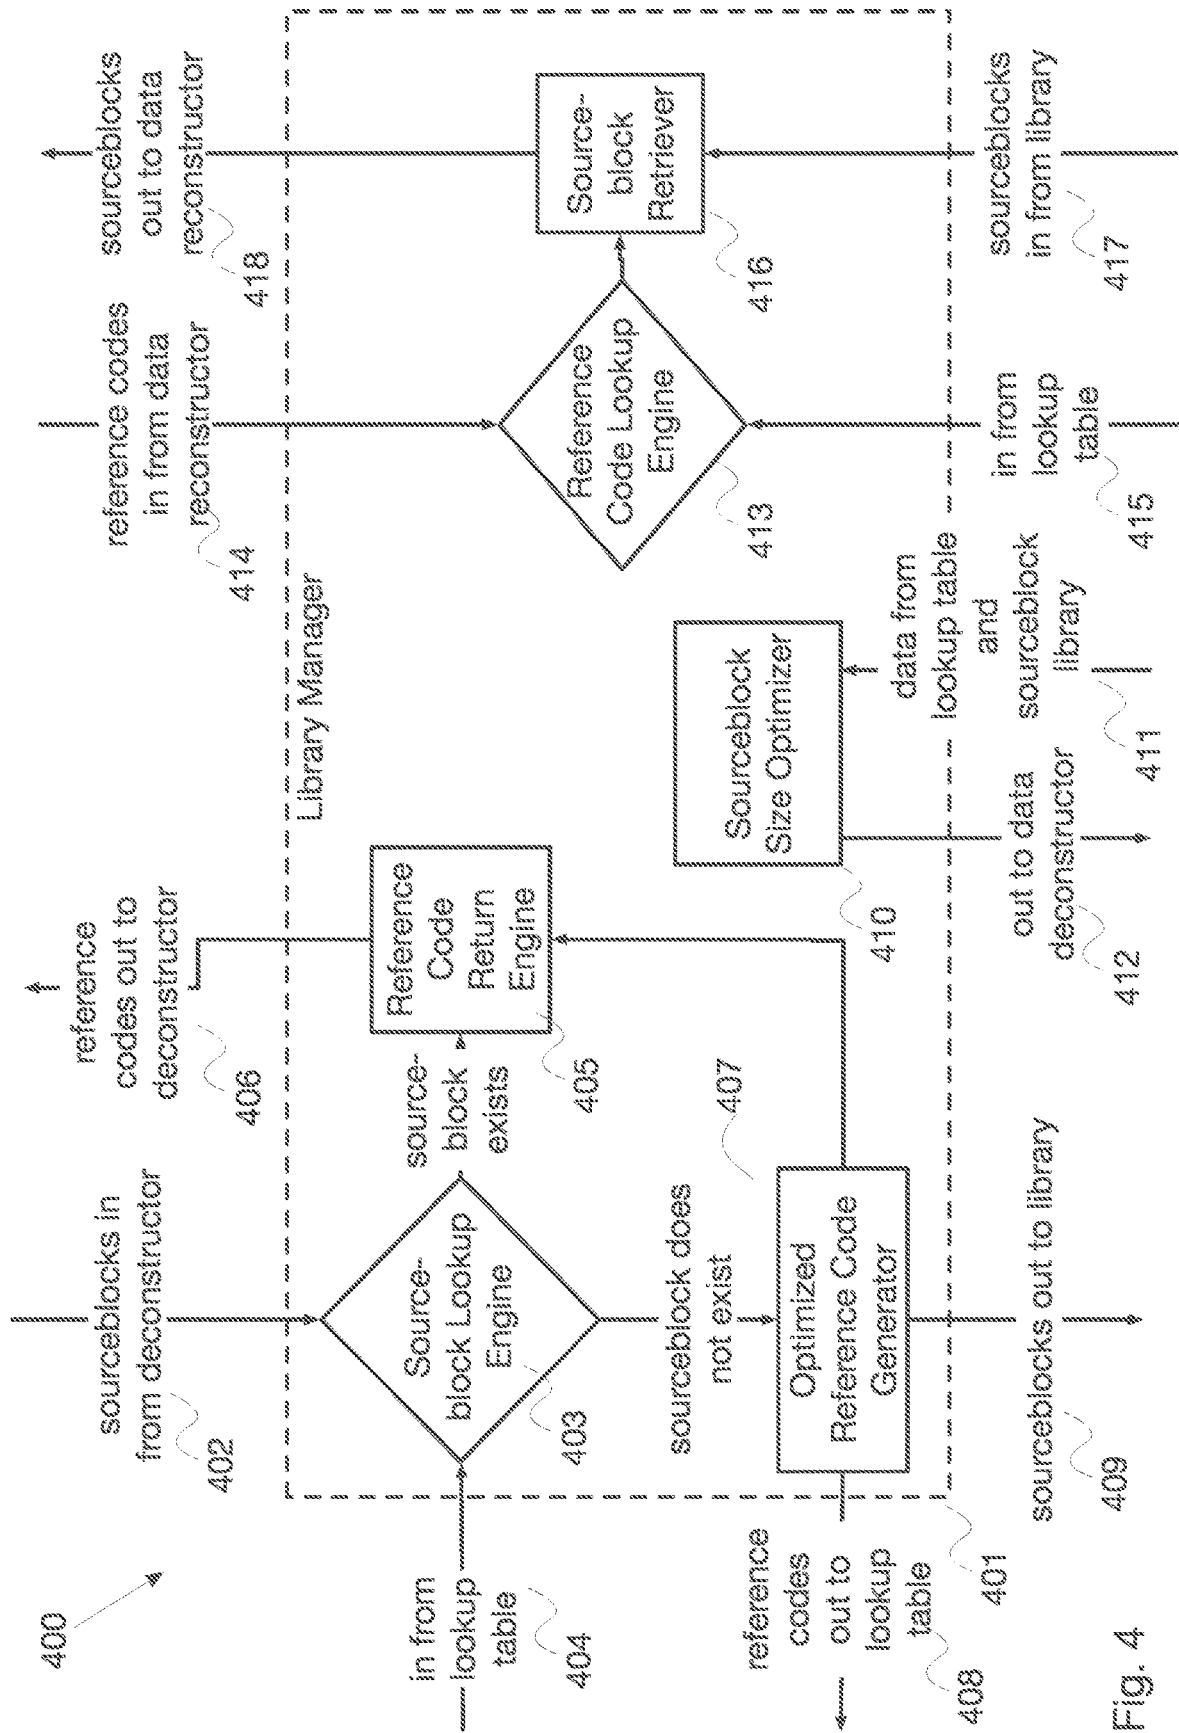 400
sourceblocks in
from deconstructor
402
reference
codes out to
deconstructor
406
reference codes
in from data
reconstructor
414
sourceblocks
out to data
reconstructor
418
Library Manager
in from
lookup
table
404
Source-
block Lookup
Engine
403
source-
block
exists
Reference
Code
Return
Engine
405
sourceblock does
not exist
407
Optimized
Reference Code
Generator
reference
codes
out to
lookup
table
408
401
sourceblocks out to library
409
Sourceblock
Size Optimizer
410
data from
lookup table
and
sourceblock
library
411
out to data
deconstructor
412
Reference
Code Lookup
Engine
413
in from
lookup
table
415
Source-
block
Retriever
416
sourceblocks
in from library
417
Fig. 4